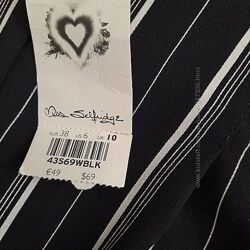 Miss Selfridge
EUR 38 US 6 UK 10
43S69WBLK
€49 $69